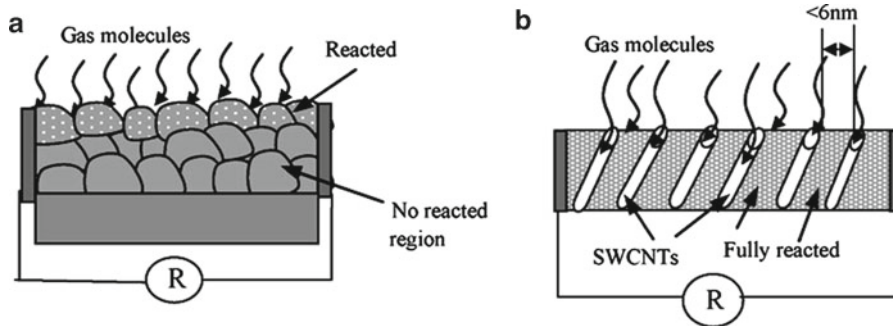 a
Gas molecules
Reacted
No reacted
region
R
b
<6nm
Gas molecules
SWCNTs
Fully reacted
R